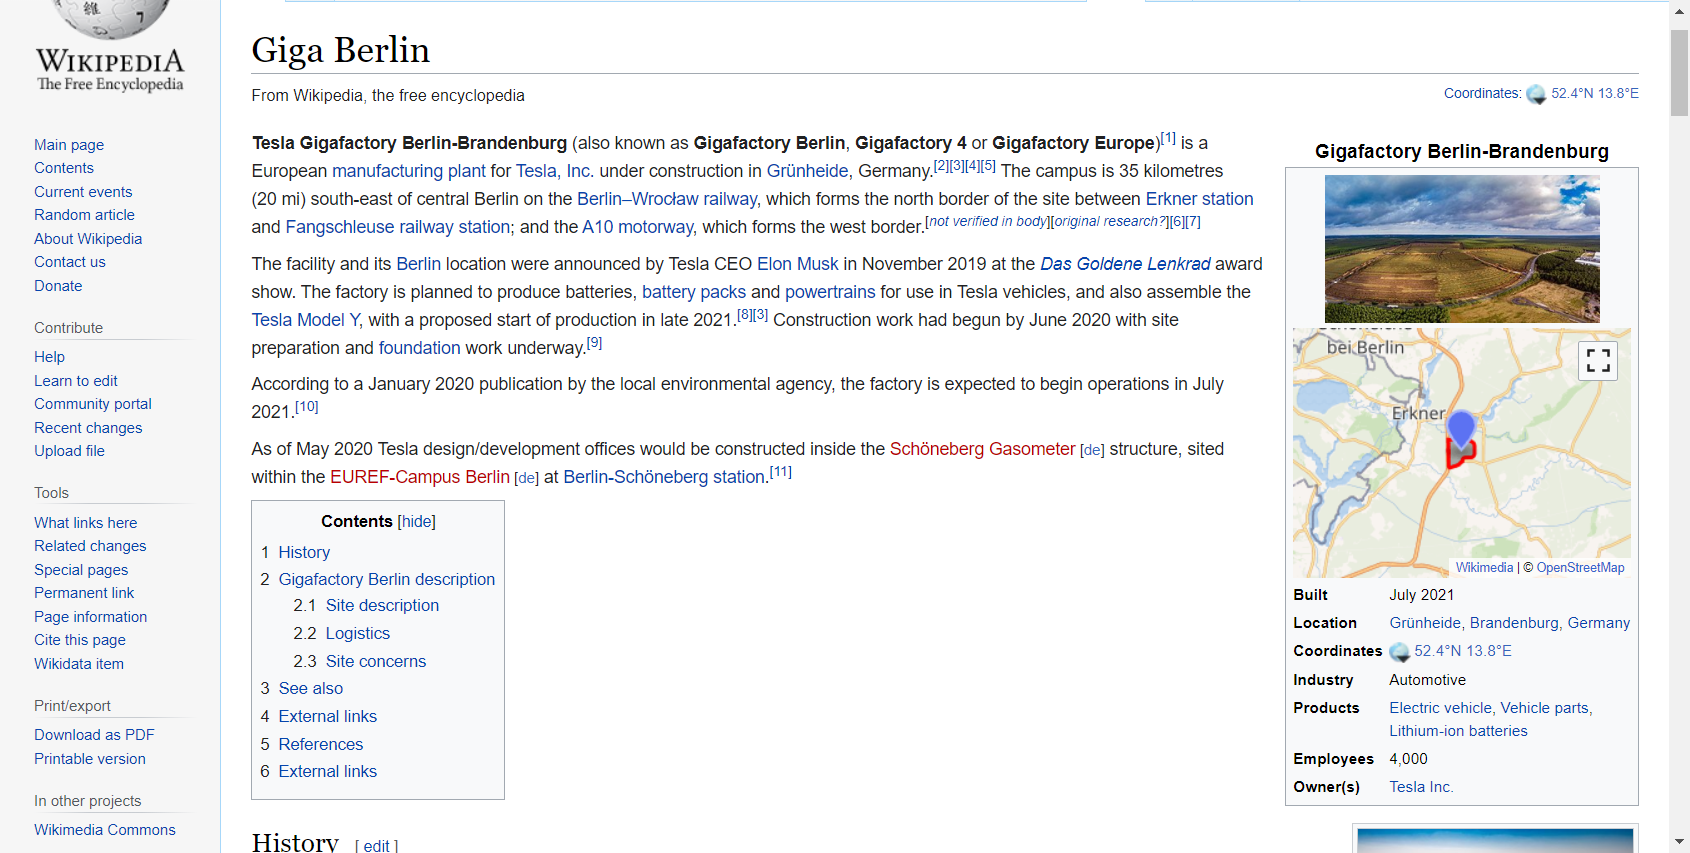 維
WIKIPEDIA
The Free Encyclopedia
Main page
Contents
Current events
Random article
About Wikipedia
Contact us
Donate
Contribute
Help
Learn to edit
Community portal
Recent changes
Upload file
Tools
What links here
Related changes
Special pages
Permanent link
Page information
Cite this page
Wikidata item
Print/export
Download as PDF
Printable version
In other projects
Wikimedia Commons
Giga Berlin
From Wikipedia, the free encyclopedia
Coordinates: 52.4°N 13.8°E
Tesla Gigafactory Berlin-Brandenburg (also known as Gigafactory Berlin, Gigafactory 4 or Gigafactory Europe)[1] is a
European manufacturing plant for Tesla, Inc. under construction in Grünheide, Germany.[2][3][4][5] The campus is 35 kilometres
(20 mi) south-east of central Berlin on the Berlin–Wrocław railway, which forms the north border of the site between Erkner station
and Fangschleuse railway station; and the A10 motorway, which forms the west border.[not verified in body][original research?][6][7]
The facility and its Berlin location were announced by Tesla CEO Elon Musk in November 2019 at the Das Goldene Lenkrad award
show. The factory is planned to produce batteries, battery packs and powertrains for use in Tesla vehicles, and also assemble the
Tesla Model Y, with a proposed start of production in late 2021.[8][3] Construction work had begun by June 2020 with site
preparation and foundation work underway.[9]
According to a January 2020 publication by the local environmental agency, the factory is expected to begin operations in July
2021.[10]
As of May 2020 Tesla design/development offices would be constructed inside the Schöneberg Gasometer [de] structure, sited
within the EUREF-Campus Berlin [de] at Berlin-Schöneberg station.[11]
Contents [hide]
1 History
2 Gigafactory Berlin description
2.1 Site description
2.2 Logistics
2.3 Site concerns
3 See also
4 External links
5 References
6 External links
History [ edit ]
Gigafactory Berlin-Brandenburg
bei Berlin
Erkner
Wikimedia | © OpenStreetMap
Built July 2021
Location Grünheide, Brandenburg, Germany
Coordinates 52.4°N 13.8°E
Industry Automotive
Products Electric vehicle, Vehicle parts,
Lithium-ion batteries
Employees 4,000
Owner(s) Tesla Inc.